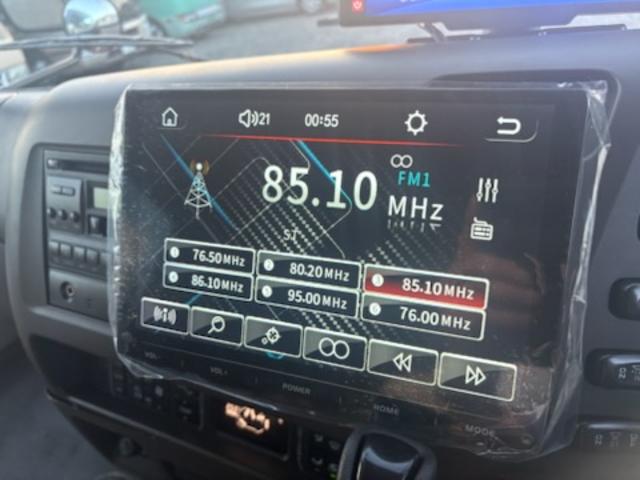 21 00:55
85.10 MHz
FM1
ST
76.50MHz 80.20MHz 85.10MHz
86.10MHz 95.00MHz 76.00MHz
VOL- VOL+ POWER HOME MODE